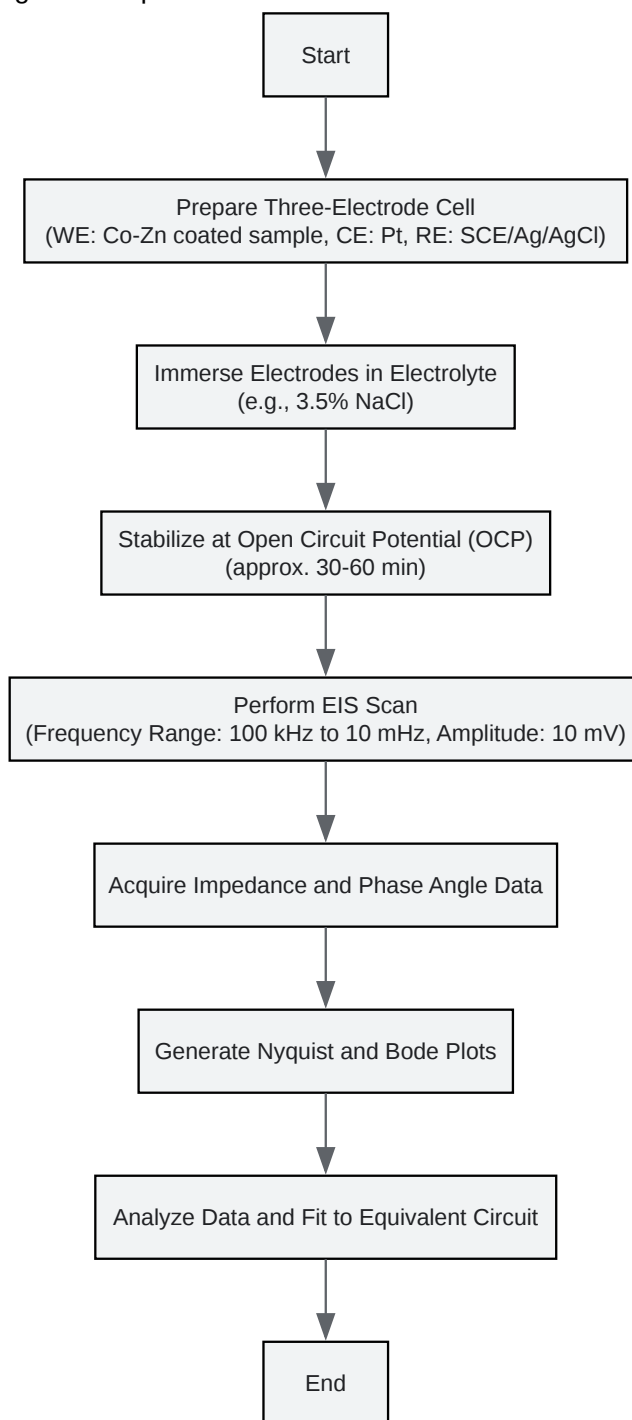 Start
Prepare Three-Electrode Cell
(WE: Co-Zn coated sample, CE: Pt, RE: SCE/Ag/AgCl)
Immerse Electrodes in Electrolyte
(e.g., 3.5% NaCl)
Stabilize at Open Circuit Potential (OCP)
(approx. 30-60 min)
Perform EIS Scan
(Frequency Range: 100 kHz to 10 mHz, Amplitude: 10 mV)
Acquire Impedance and Phase Angle Data
Generate Nyquist and Bode Plots
Analyze Data and Fit to Equivalent Circuit
End